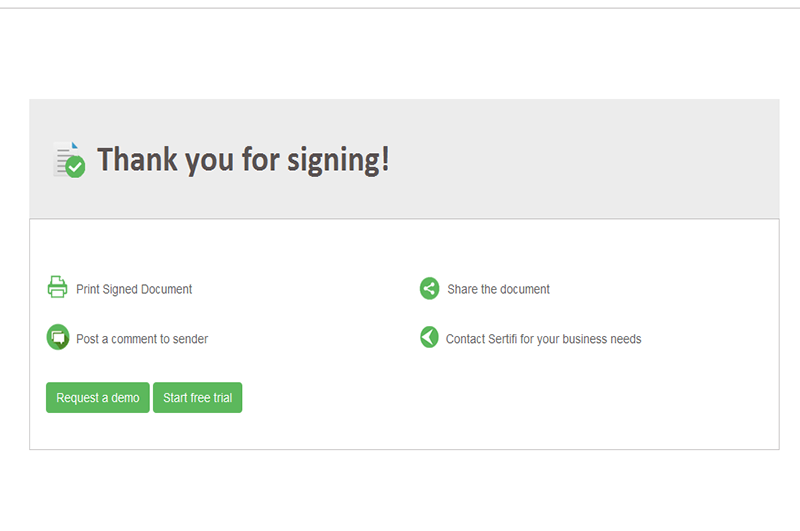 Thank you for signing!
Print Signed Document
Share the document
Post a comment to sender
Contact Sertifi for your business needs
Request a demo
Start free trial